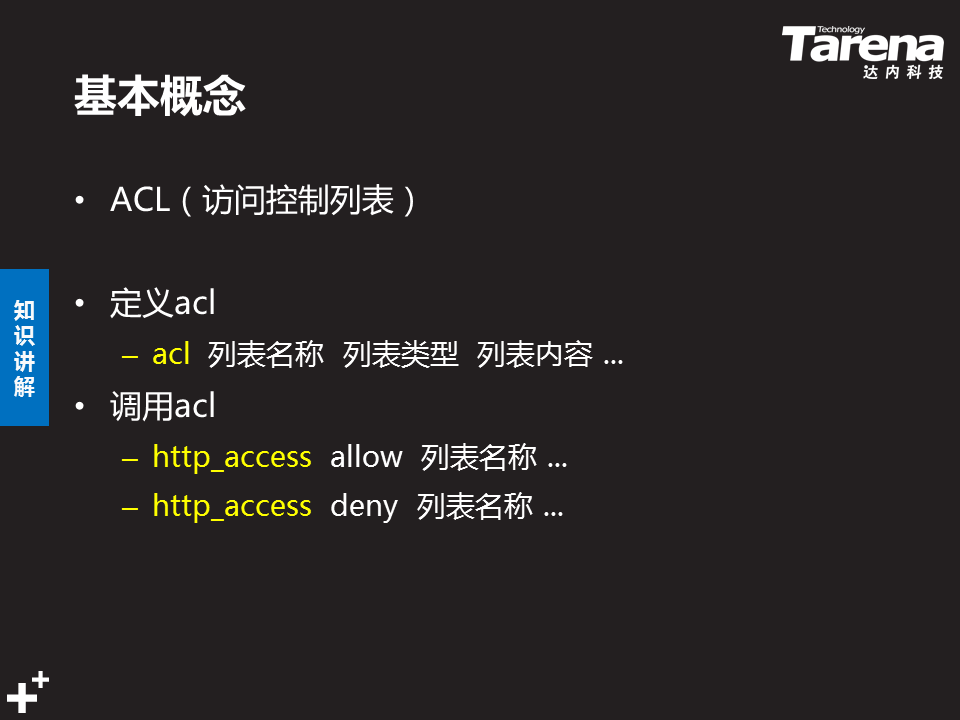 Technology
Tarena
达内科技
基本概念
• ACL（访问控制列表）
• 定义acl
– acl 列表名称 列表类型 列表内容 ...
• 调用acl
– http_access allow 列表名称 ...
– http_access deny 列表名称 ...
知
识
讲
解